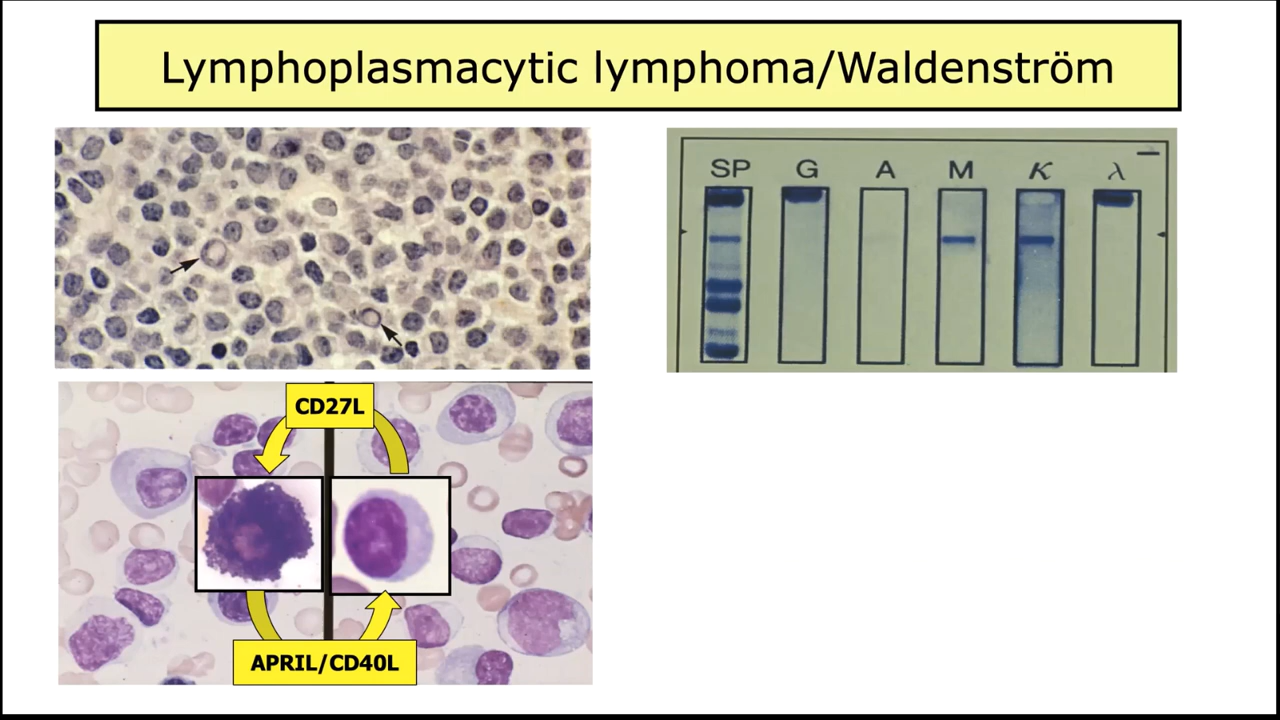 Lymphoplasmacytic lymphoma/Waldenström
SP G A M κ λ
CD27L
APRIL/CD40L